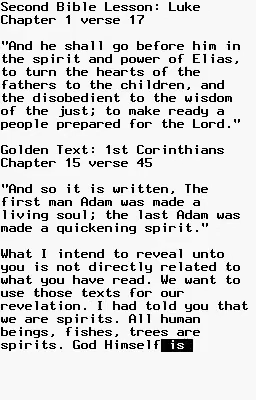 Second Bible Lesson: Luke
Chapter 1 verse 17
"And he shall go before him in
the spirit and power of Elias,
to turn the hearts of the
fathers to the children, and
the disobedient to the wisdom
of the just; to make ready a
people prepared for the Lord."
Golden Text: 1st Corinthians
Chapter 15 verse 45
"And so it is written, The
first man Adam was made a
living soul; the last Adam was
made a quickening spirit."
What I intend to reveal unto
you is not directly related to
what you have read. We want to
use those texts for our
revelation. I had told you that
we are spirits. All human
beings, fishes, trees are
spirits. God Himself is